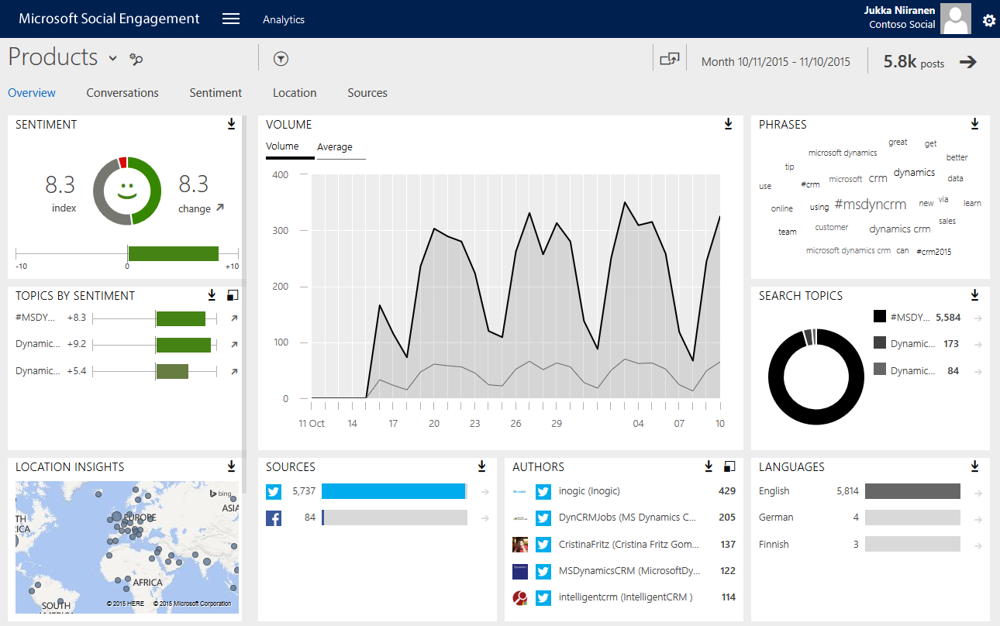 Microsoft Social Engagement
Analytics
Jukka Niiranen
Contoso Social
Products
Month 10/11/2015 - 11/10/2015
5.8k posts
Overview
Conversations
Sentiment
Location
Sources
SENTIMENT
8.3
index
8.3
change
-10
0
+10
TOPICS BY SENTIMENT
#MSDY... +8.3
Dynamic... +9.2
Dynamic... +5.4
LOCATION INSIGHTS
bing
ASIA
EUROPE
TH
ICA
AFRICA
SOUTH
© 2015 HERE © 2015 Microsoft Corporation
VOLUME
Volume
Average
400
300
200
100
0
11 Oct 14 17 20 23 26 29 04 07 10
SOURCES
5,737
84
AUTHORS
inogic (Inogic) 429
DynCRMJobs (MS Dynamics C... 205
CristinaFritz (Cristina Fritz Gom... 137
MSDynamicsCRM (MicrosoftDy... 122
intelligentcrm (IntelligentCRM ) 114
PHRASES
great
get
microsoft dynamics
better
tip
dynamics
use
#crm
microsoft
crm
data
online
using
#msdyncrm
new
via
learn
team
customer
dynamics crm
sales
microsoft dynamics crm
can
#crm2015
SEARCH TOPICS
#MSDY... 5,584
Dynamic... 173
Dynamic... 84
LANGUAGES
English 5,814
German 4
Finnish 3